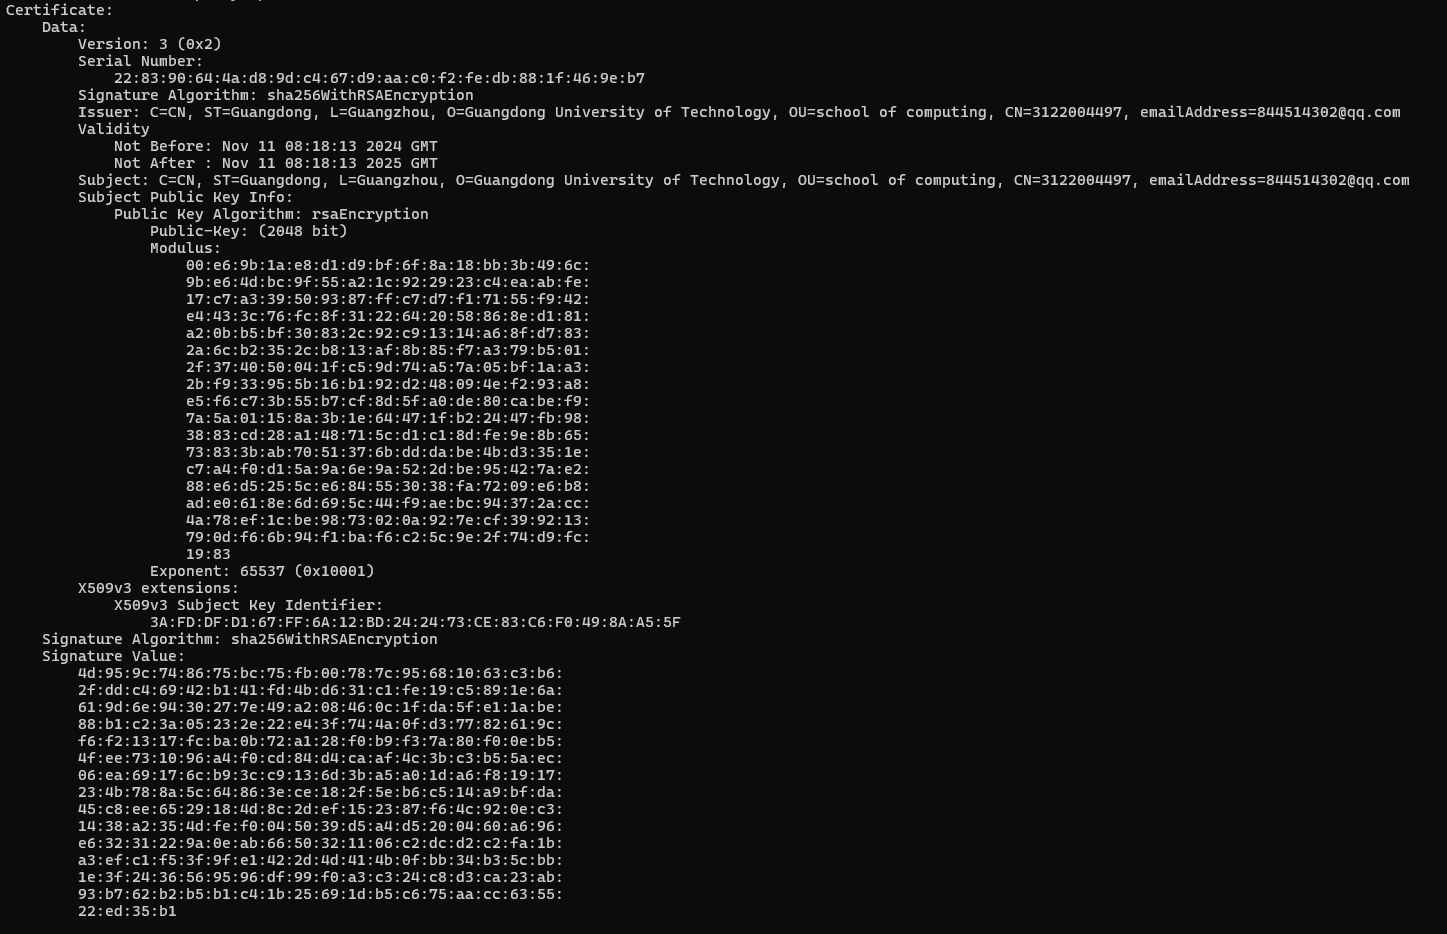 Certificate:
    Data:
        Version: 3 (0x2)
        Serial Number:
            22:83:90:64:4a:d8:9d:c4:67:d9:aa:c0:f2:fe:db:88:1f:46:9e:b7
        Signature Algorithm: sha256WithRSAEncryption
        Issuer: C=CN, ST=Guangdong, L=Guangzhou, O=Guangdong University of Technology, OU=school of computing, CN=3122004497, emailAddress=844514302@qq.com
        Validity
            Not Before: Nov 11 08:18:13 2024 GMT
            Not After : Nov 11 08:18:13 2025 GMT
        Subject: C=CN, ST=Guangdong, L=Guangzhou, O=Guangdong University of Technology, OU=school of computing, CN=3122004497, emailAddress=844514302@qq.com
        Subject Public Key Info:
            Public Key Algorithm: rsaEncryption
                Public-Key: (2048 bit)
                Modulus:
                    00:e6:9b:1a:e8:d1:d9:bf:6f:8a:18:bb:3b:49:6c:
                    9b:e6:4d:bc:9f:55:a2:1c:92:29:23:c4:ea:ab:fe:
                    17:c7:a3:39:50:93:87:ff:c7:d7:f1:71:55:f9:42:
                    e4:43:3c:76:fc:8f:31:22:64:20:58:86:8e:d1:81:
                    a2:0b:b5:bf:30:83:2c:92:c9:13:14:a6:8f:d7:83:
                    2a:6c:b2:35:2c:b8:13:af:8b:85:f7:a3:79:b5:01:
                    2f:37:40:50:04:1f:c5:9d:74:a5:7a:05:bf:1a:a3:
                    2b:f9:33:95:5b:16:b1:92:d2:48:09:4e:f2:93:a8:
                    e5:f6:c7:3b:55:b7:cf:8d:5f:a0:de:80:ca:be:f9:
                    7a:5a:01:15:8a:3b:1e:64:47:1f:b2:24:47:fb:98:
                    38:83:cd:28:a1:48:71:5c:d1:c1:8d:fe:9e:8b:65:
                    73:83:3b:ab:70:51:37:6b:dd:da:be:4b:d3:35:1e:
                    c7:a4:f0:d1:5a:9a:6e:9a:52:2d:be:95:42:7a:e2:
                    88:e6:d5:25:5c:e6:84:55:30:38:fa:72:09:e6:b8:
                    ad:e0:61:8e:6d:69:5c:44:f9:ae:bc:94:37:2a:cc:
                    4a:78:ef:1c:be:98:73:02:0a:92:7e:cf:39:92:13:
                    79:0d:f6:6b:94:f1:ba:f6:c2:5c:9e:2f:74:d9:fc:
                    19:83
                Exponent: 65537 (0x10001)
        X509v3 extensions:
            X509v3 Subject Key Identifier:
                3A:FD:DF:D1:67:FF:6A:12:BD:24:24:73:CE:83:C6:F0:49:8A:A5:5F
    Signature Algorithm: sha256WithRSAEncryption
    Signature Value:
        4d:95:9c:74:86:75:bc:75:fb:00:78:7c:95:68:10:63:c3:b6:
        2f:dd:c4:69:42:b1:41:fd:4b:d6:31:c1:fe:19:c5:89:1e:6a:
        61:9d:6e:94:30:27:7e:49:a2:08:46:0c:1f:da:5f:e1:1a:be:
        88:b1:c2:3a:05:23:2e:22:e4:3f:74:4a:0f:d3:77:82:61:9c:
        f6:f2:13:17:fc:ba:0b:72:a1:28:f0:b9:f3:7a:80:f0:0e:b5:
        4f:ee:73:10:96:a4:f0:cd:84:d4:ca:af:4c:3b:c3:b5:5a:ec:
        06:ea:69:17:6c:b9:3c:c9:13:6d:3b:a5:a0:1d:a6:f8:19:17:
        23:4b:78:8a:5c:64:86:3e:ce:18:2f:5e:b6:c5:14:a9:bf:da:
        45:c8:ee:65:29:18:4d:8c:2d:ef:15:23:87:f6:4c:92:0e:c3:
        14:38:a2:35:4d:fe:f0:04:50:39:d5:a4:d5:20:04:60:a6:96:
        e6:32:31:22:9a:0e:ab:66:50:32:11:06:c2:dc:d2:c2:fa:1b:
        a3:ef:c1:f5:3f:9f:e1:42:2d:4d:41:4b:0f:bb:34:b3:5c:bb:
        1e:3f:24:36:56:95:96:df:99:f0:a3:c3:24:c8:d3:ca:23:ab:
        93:b7:62:b2:b5:b1:c4:1b:25:69:1d:b5:c6:75:aa:cc:63:55:
        22:ed:35:b1